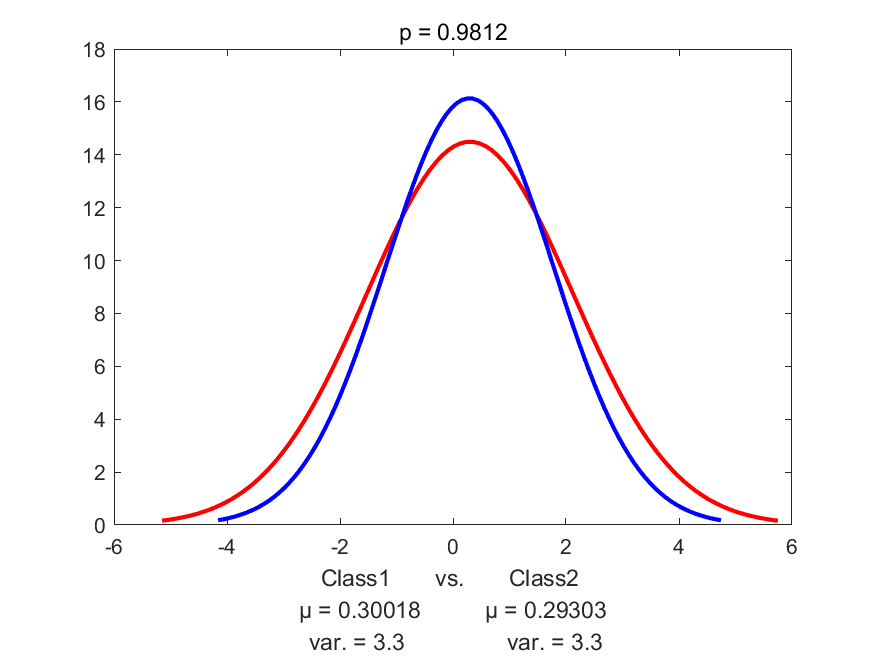 p = 0.9812
18
16
14
12
10
8
6
4
2
0
-6 -4 -2 0 2 4 6
Class1 vs. Class2
μ = 0.30018 μ = 0.29303
var. = 3.3 var. = 3.3